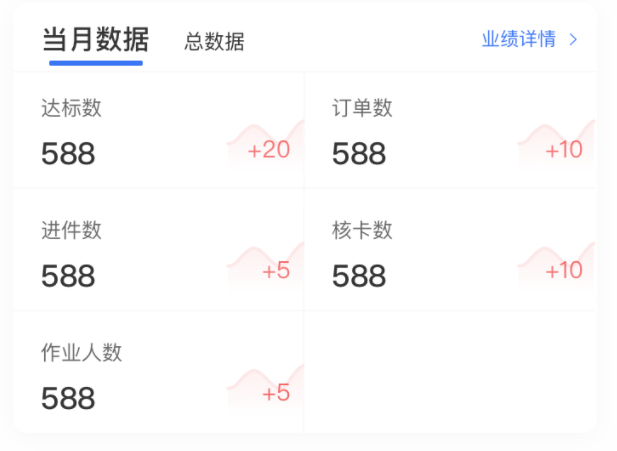 当月数据 总数据 业绩详情 >
达标数 订单数
588 +20 588 +10
进件数 核卡数
588 +5 588 +10
作业人数
588 +5